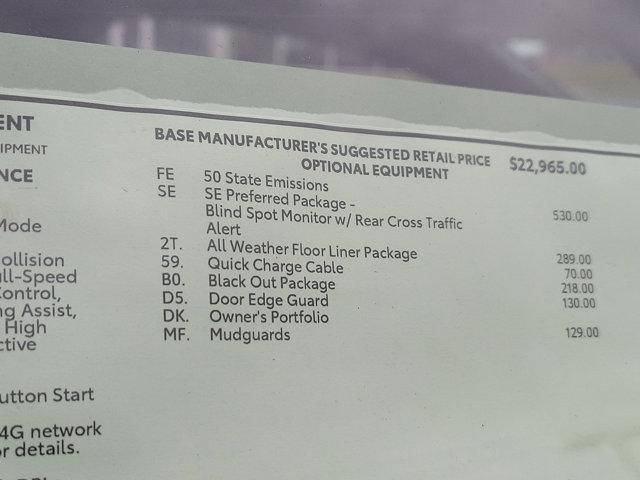 ENT
IPMENT
NCE
Mode
ollision
ull-Speed
ontrol,
ng Assist,
High
ctive
utton Start
4G network
r details.
BASE MANUFACTURER'S SUGGESTED RETAIL PRICE $22,965.00
OPTIONAL EQUIPMENT
FE 50 State Emissions
SE SE Preferred Package - 530.00
Blind Spot Monitor w/ Rear Cross Traffic
Alert
2T. All Weather Floor Liner Package 289.00
59. Quick Charge Cable 70.00
B0. Black Out Package 218.00
D5. Door Edge Guard 130.00
DK. Owner's Portfolio
MF. Mudguards 129.00